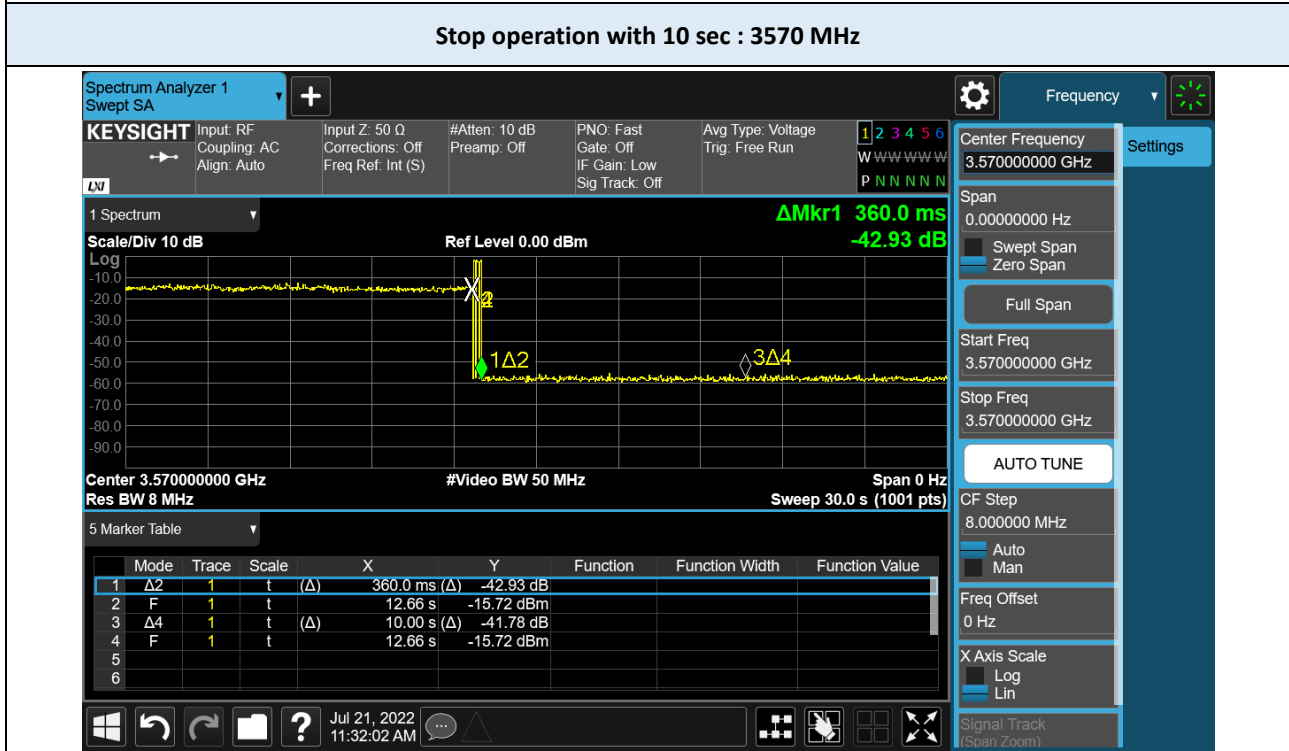 Stop operation with 10 sec : 3570 MHz
Spectrum Analyzer 1
Swept SA
Frequency
KEYSIGHT
LXI
Input: RF
Coupling: AC
Align: Auto
Input Z: 50 Ω
Corrections: Off
Freq Ref: Int (S)
#Atten: 10 dB
Preamp: Off
PNO: Fast
Gate: Off
IF Gain: Low
Sig Track: Off
Avg Type: Voltage
Trig: Free Run
1 2 3 4 5 6
W W W W W W
P N N N N N
1 Spectrum
Scale/Div 10 dB
Ref Level 0.00 dBm
ΔMkr1 360.0 ms
-42.93 dB
Log
-10.0
-20.0
-30.0
-40.0
-50.0
-60.0
-70.0
-80.0
-90.0
1Δ2
3Δ4
Center 3.570000000 GHz
#Video BW 50 MHz
Span 0 Hz
Res BW 8 MHz
Sweep 30.0 s (1001 pts)
5 Marker Table
Mode Trace Scale X Y Function Function Width Function Value
1 Δ2 1 t (Δ) 360.0 ms (Δ) -42.93 dB
2 F 1 t 12.66 s -15.72 dBm
3 Δ4 1 t (Δ) 10.00 s (Δ) -41.78 dB
4 F 1 t 12.66 s -15.72 dBm
5
6
Jul 21, 2022
11:32:02 AM
Center Frequency
3.570000000 GHz
Settings
Span
0.00000000 Hz
Swept Span
Zero Span
Full Span
Start Freq
3.570000000 GHz
Stop Freq
3.570000000 GHz
AUTO TUNE
CF Step
8.000000 MHz
Auto
Man
Freq Offset
0 Hz
X Axis Scale
Log
Lin
Signal Track
(Span Zoom)